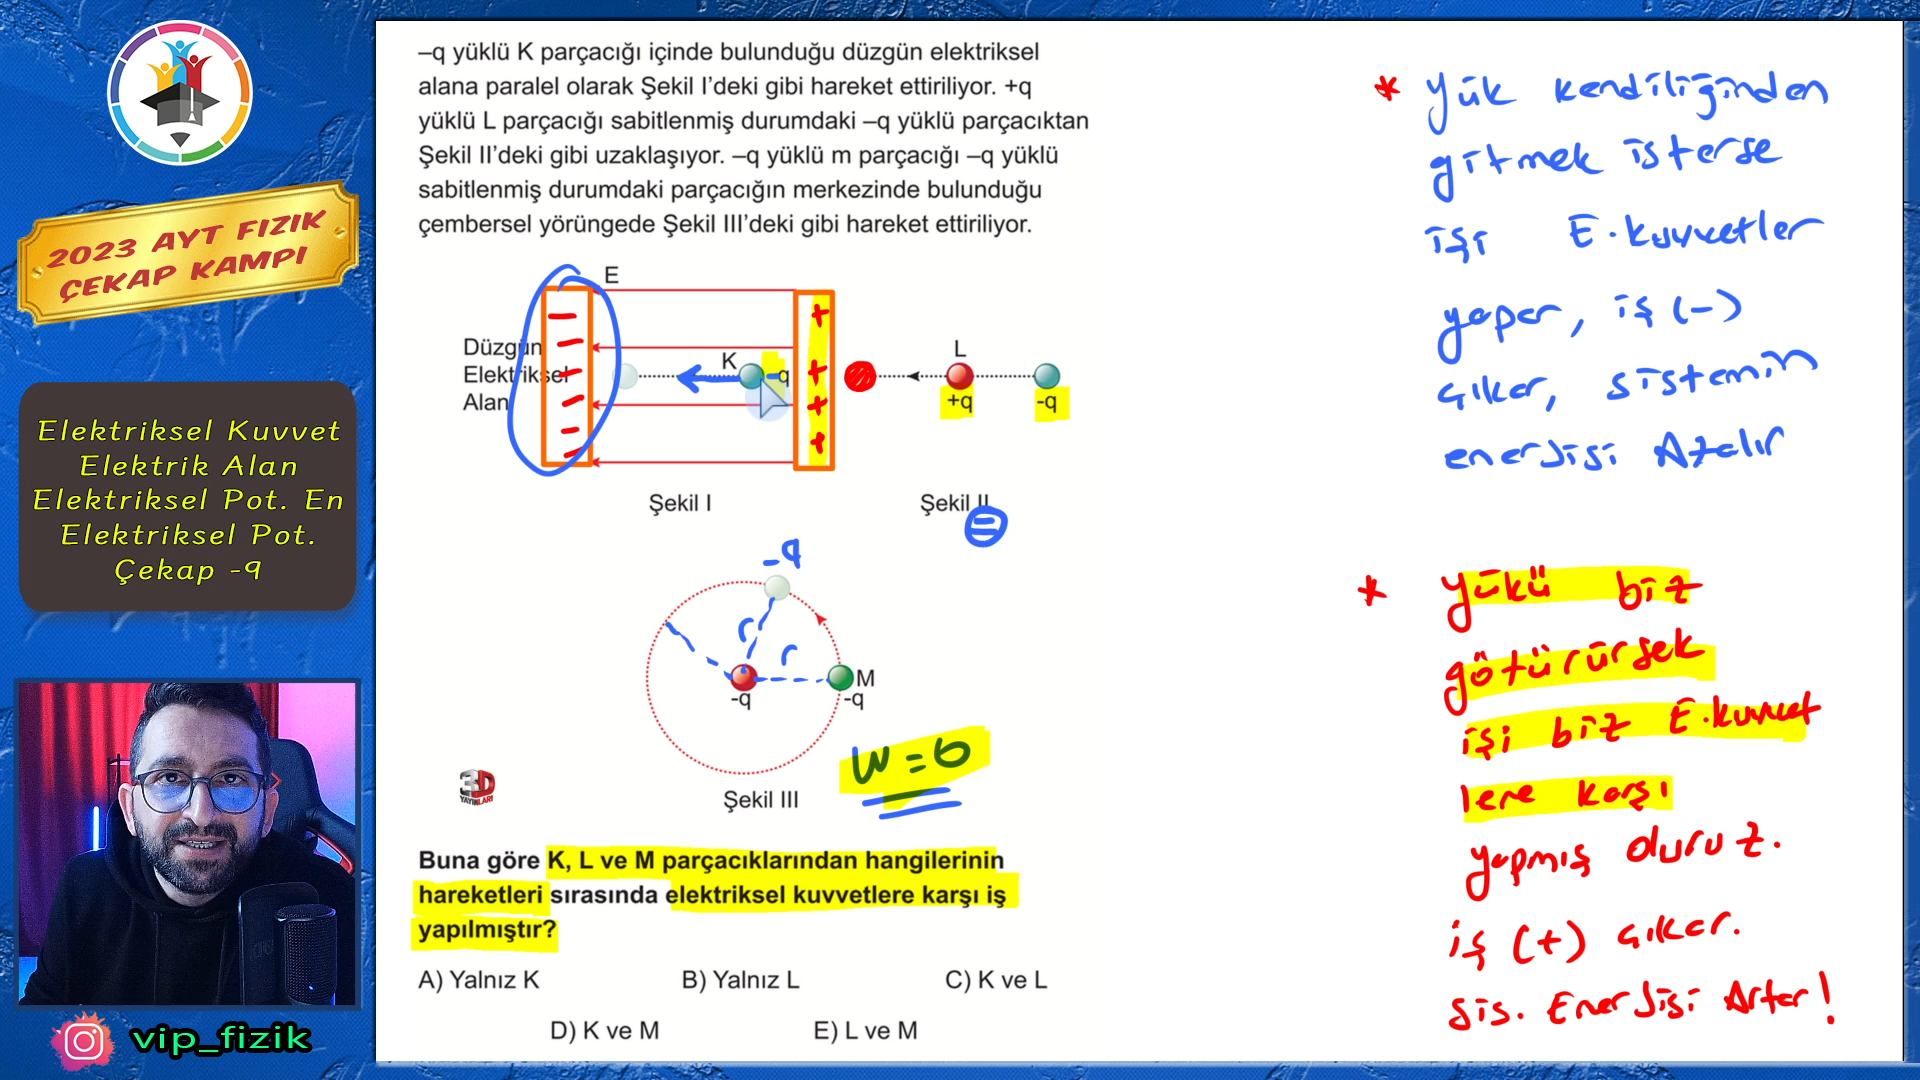 2023 AYT FIZIK
ÇEKAP KAMPI
Elektriksel Kuvvet
Elektrik Alan
Elektriksel Pot. En
Elektriksel Pot.
Çekap -9
vip_fizik
–q yüklü K parçacığı içinde bulunduğu düzgün elektriksel
alana paralel olarak Şekil I’deki gibi hareket ettiriliyor. +q
yüklü L parçacığı sabitlenmiş durumdaki –q yüklü parçacıktan
Şekil II’deki gibi uzaklaşıyor. –q yüklü m parçacığı –q yüklü
sabitlenmiş durumdaki parçacığın merkezinde bulunduğu
çembersel yörüngede Şekil III’deki gibi hareket ettiriliyor.
E
Düzgün
Elektriksel
Alan
K
-q
L
+q
-q
Şekil I
Şekil II
-q
r
r
M
-q
-q
W = 0
3D
YAYINLARI
Şekil III
Buna göre K, L ve M parçacıklarından hangilerinin
hareketleri sırasında elektriksel kuvvetlere karşı iş
yapılmıştır?
A) Yalnız K
B) Yalnız L
C) K ve L
D) K ve M
E) L ve M
* Yük kendiliğinden
gitmek isterse
işi E.kuvvetler
yapar, iş (-)
çıkar, sistemin
enerjisi Azalır
* yükü biz
götürürsek
işi biz E.kuvvet
lere karşı
yapmış oluruz.
iş (+) çıkar.
sis. Enerjisi Artar!